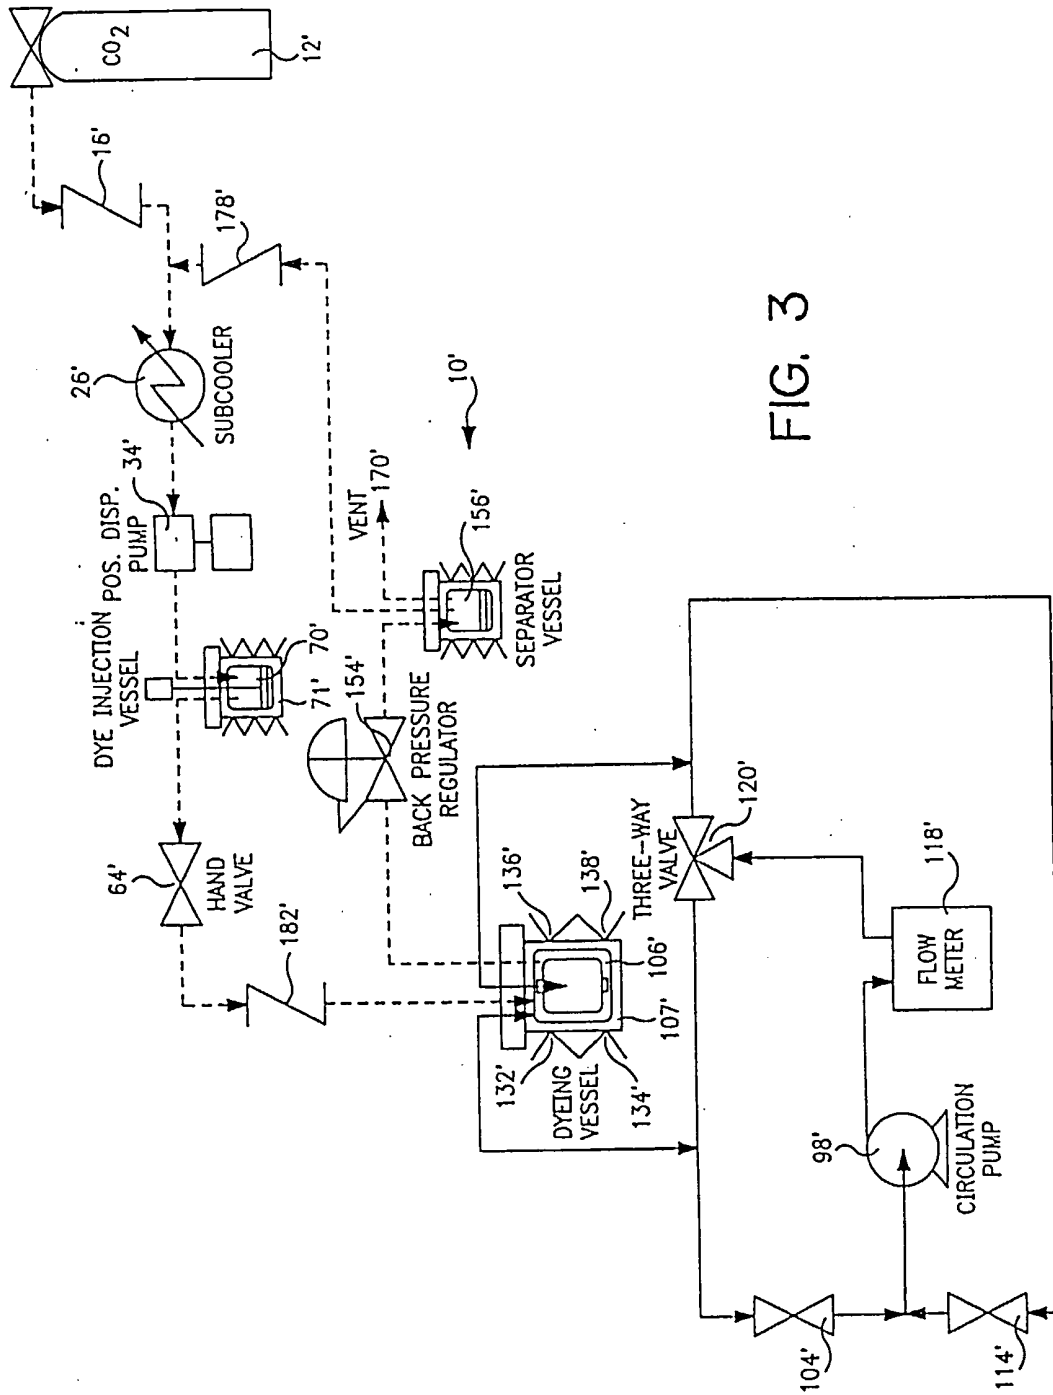 CO2
12'
16'
178'
26'
SUBCOOLER
34'
POS. DISP.
PUMP
DYE INJECTION
VESSEL
70'
71'
64'
HAND
VALVE
182'
10'
VENT
170'
156'
SEPARATOR
VESSEL
154'
BACK PRESSURE
REGULATOR
136'
138'
106'
107'
132'
134'
DYEING
VESSEL
THREE-WAY
VALVE
120'
118'
FLOW
METER
98'
CIRCULATION
PUMP
104'
114'
FIG. 3